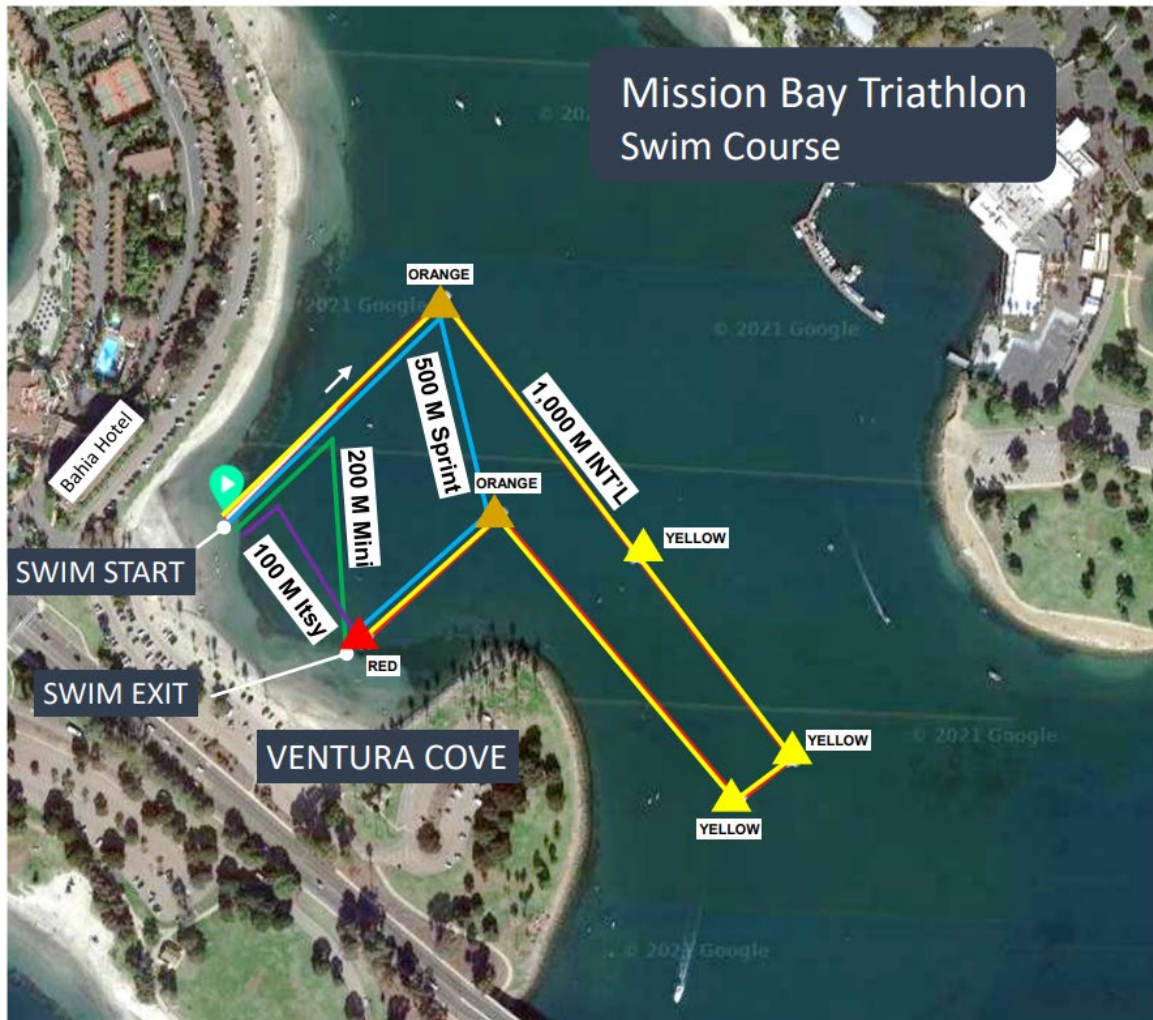 Mission Bay Triathlon
Swim Course
© 20
ORANGE
2021 Google
© 2021 Google
500 M Sprint
1,000 M INT'L
Bahia Hotel
200 M Mini
ORANGE
YELLOW
SWIM START
100 M Itsy
RED
SWIM EXIT
VENTURA COVE
YELLOW
© 2021 Google
YELLOW
Google